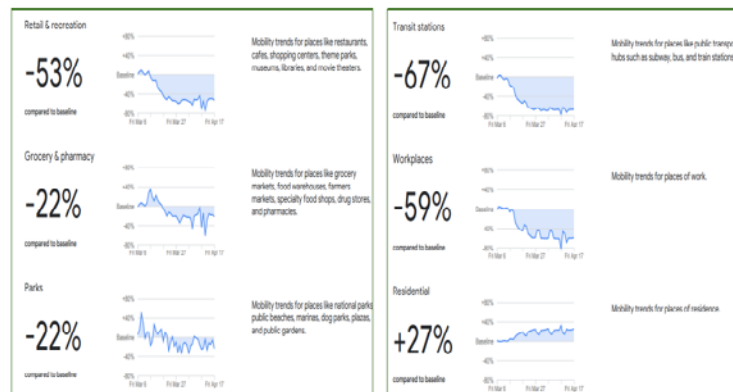 Retail & recreation
-53%
compared to baseline
+80%
+40%
Baseline
-40%
-80%
Fri Mar 6
Fri Mar 27
Fri Apr 17
Mobility trends for places like restaurants,
cafes, shopping centers, theme parks,
museums, libraries, and movie theaters.
Grocery & pharmacy
-22%
compared to baseline
+80%
+40%
Baseline
-40%
-80%
Fri Mar 6
Fri Mar 27
Fri Apr 17
Mobility trends for places like grocery
markets, food warehouses, farmers
markets, specialty food shops, drug stores,
and pharmacies.
Parks
-22%
compared to baseline
+80%
+40%
Baseline
-40%
-80%
Fri Mar 6
Fri Mar 27
Fri Apr 17
Mobility trends for places like national parks
public beaches, marinas, dog parks, plazas,
and public gardens.
Transit stations
-67%
compared to baseline
+80%
+40%
Baseline
-40%
-80%
Fri Mar 6
Fri Mar 27
Fri Apr 17
Mobility trends for places like public transpo
hubs such as subway, bus, and train stations
Workplaces
-59%
compared to baseline
+80%
+40%
Baseline
-40%
-80%
Fri Mar 6
Fri Mar 27
Fri Apr 17
Mobility trends for places of work.
Residential
+27%
compared to baseline
+80%
+40%
Baseline
-40%
-80%
Fri Mar 6
Fri Mar 27
Fri Apr 17
Mobility trends for places of residence